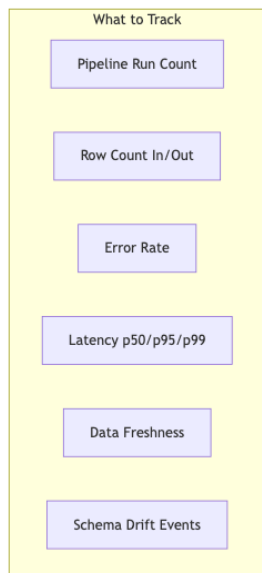 What to Track
Pipeline Run Count
Row Count In/Out
Error Rate
Latency p50/p95/p99
Data Freshness
Schema Drift Events